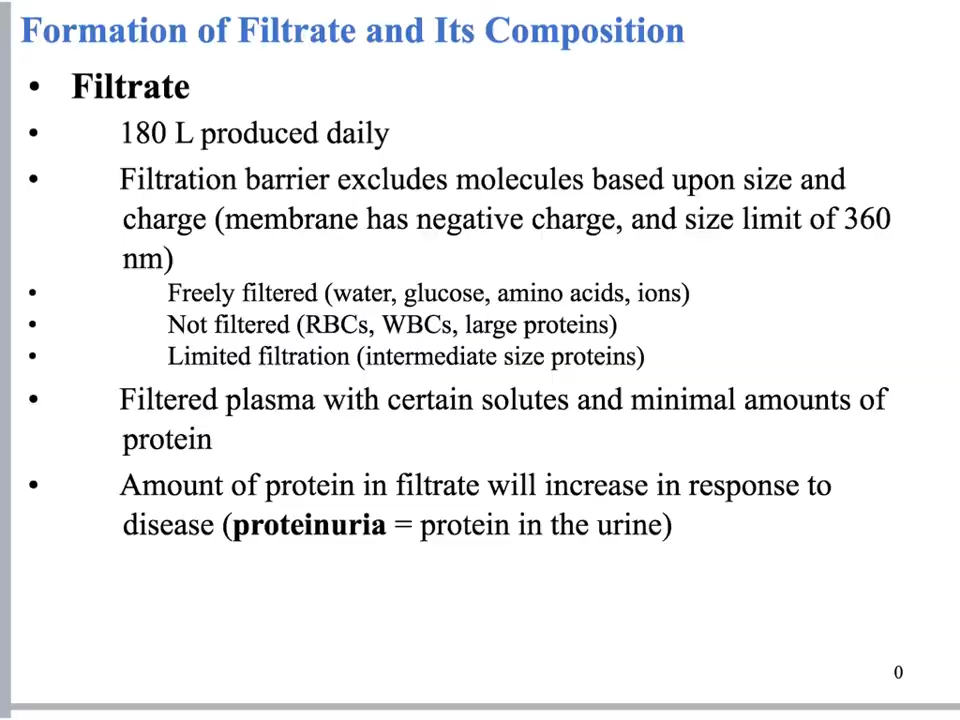 Formation of Filtrate and Its Composition
• Filtrate
• 180 L produced daily
• Filtration barrier excludes molecules based upon size and
charge (membrane has negative charge, and size limit of 360
nm)
• Freely filtered (water, glucose, amino acids, ions)
• Not filtered (RBCs, WBCs, large proteins)
• Limited filtration (intermediate size proteins)
• Filtered plasma with certain solutes and minimal amounts of
protein
• Amount of protein in filtrate will increase in response to
disease (proteinuria = protein in the urine)
0